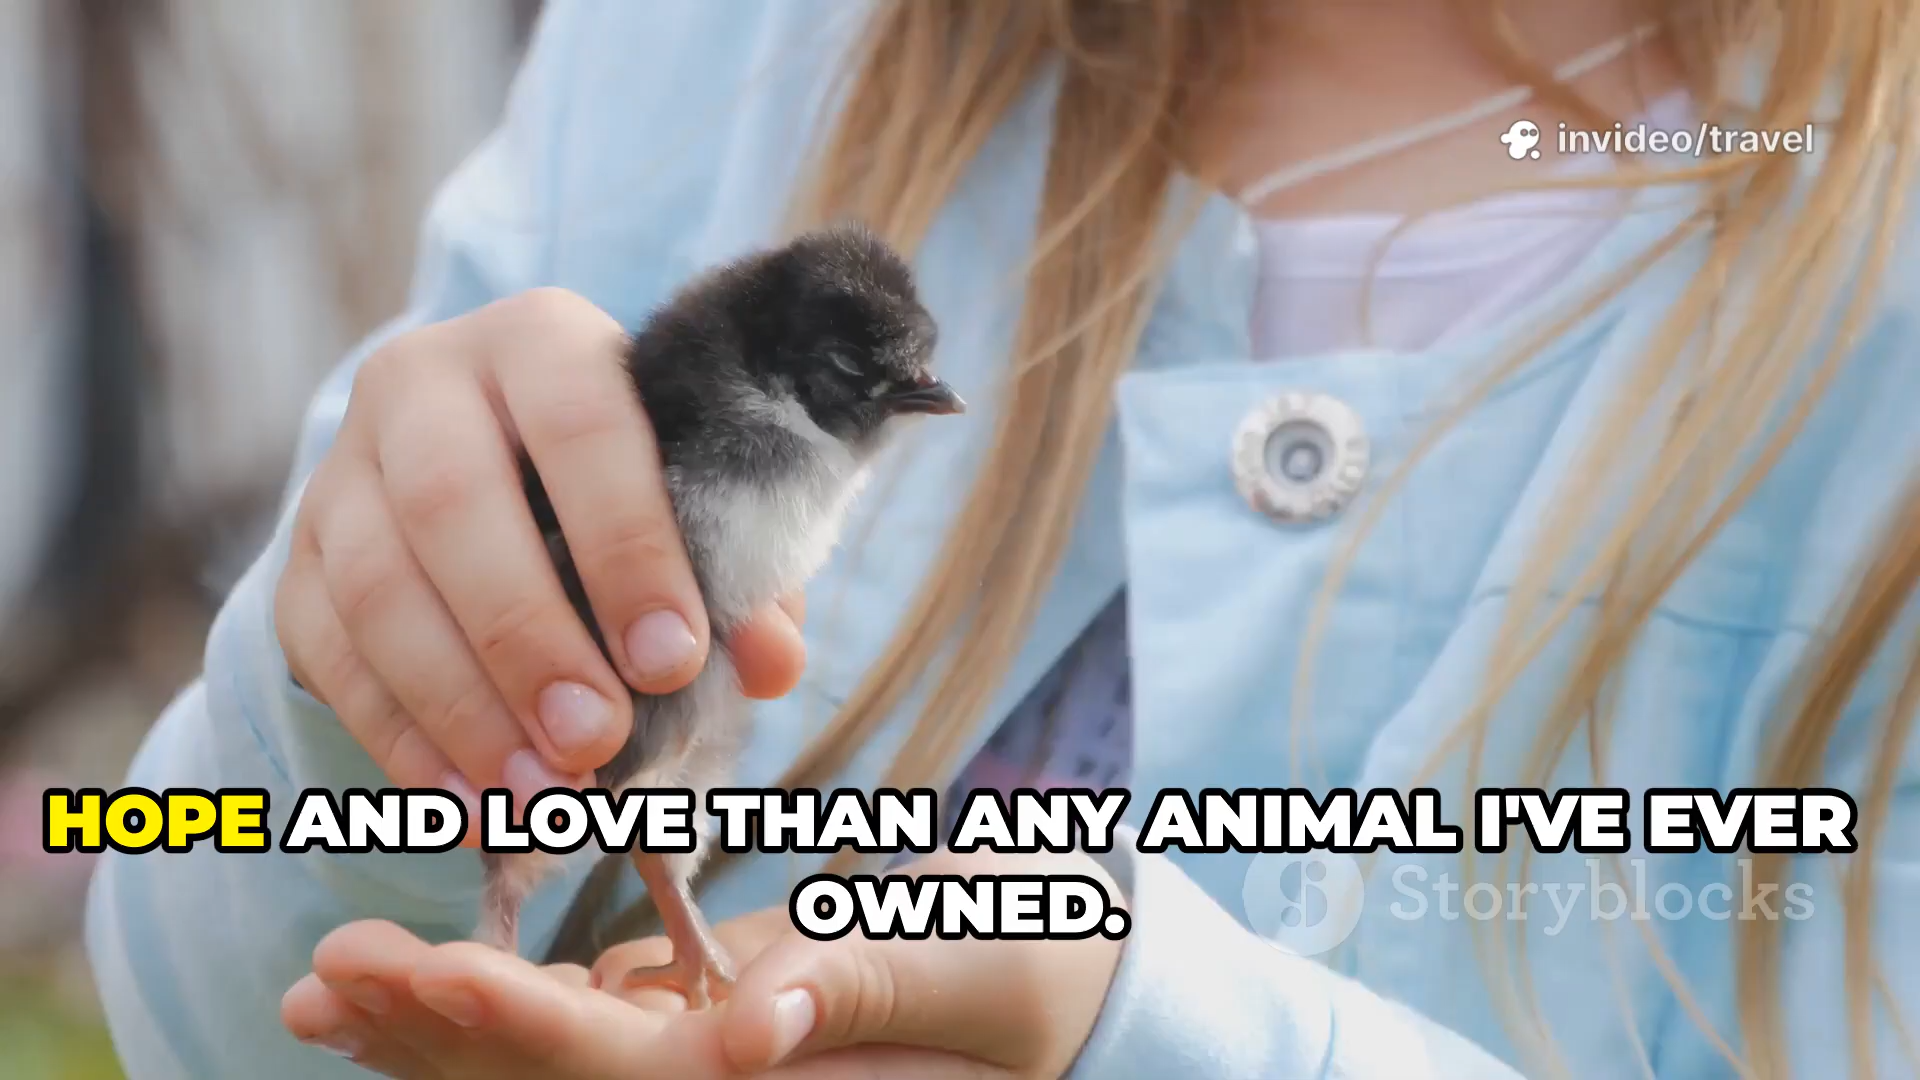 invideo/travel
HOPE AND LOVE THAN ANY ANIMAL I'VE EVER
OWNED.
Storyblocks